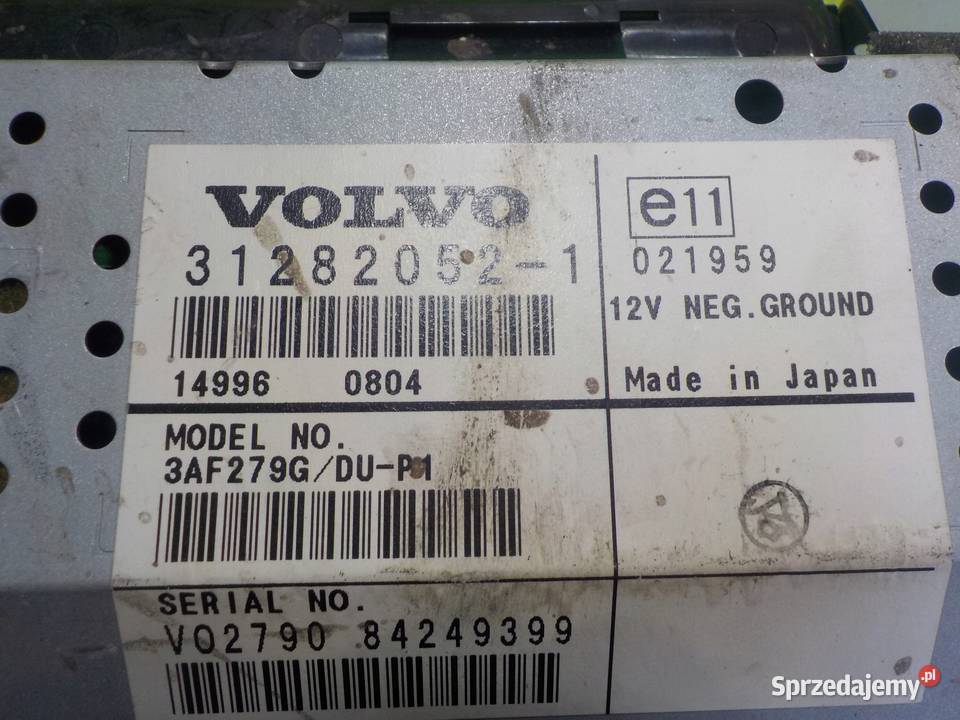 VOLVO
31282052-1
14996 0804
e11
021959
12V NEG.GROUND
Made in Japan
MODEL NO.
3AF279G/DU-P1
SERIAL NO.
VO2790 84249399
Sprzedajemy.pl